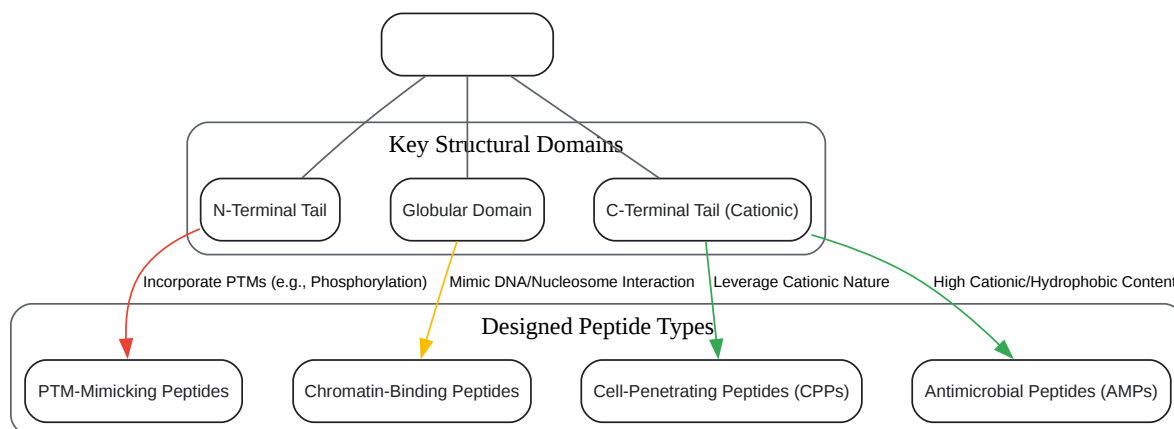 Key Structural Domains
N-Terminal Tail
Globular Domain
C-Terminal Tail (Cationic)
Incorporate PTMs (e.g., Phosphorylation)
Mimic DNA/Nucleosome Interaction
Leverage Cationic Nature
High Cationic/Hydrophobic Content
Designed Peptide Types
PTM-Mimicking Peptides
Chromatin-Binding Peptides
Cell-Penetrating Peptides (CPPs)
Antimicrobial Peptides (AMPs)